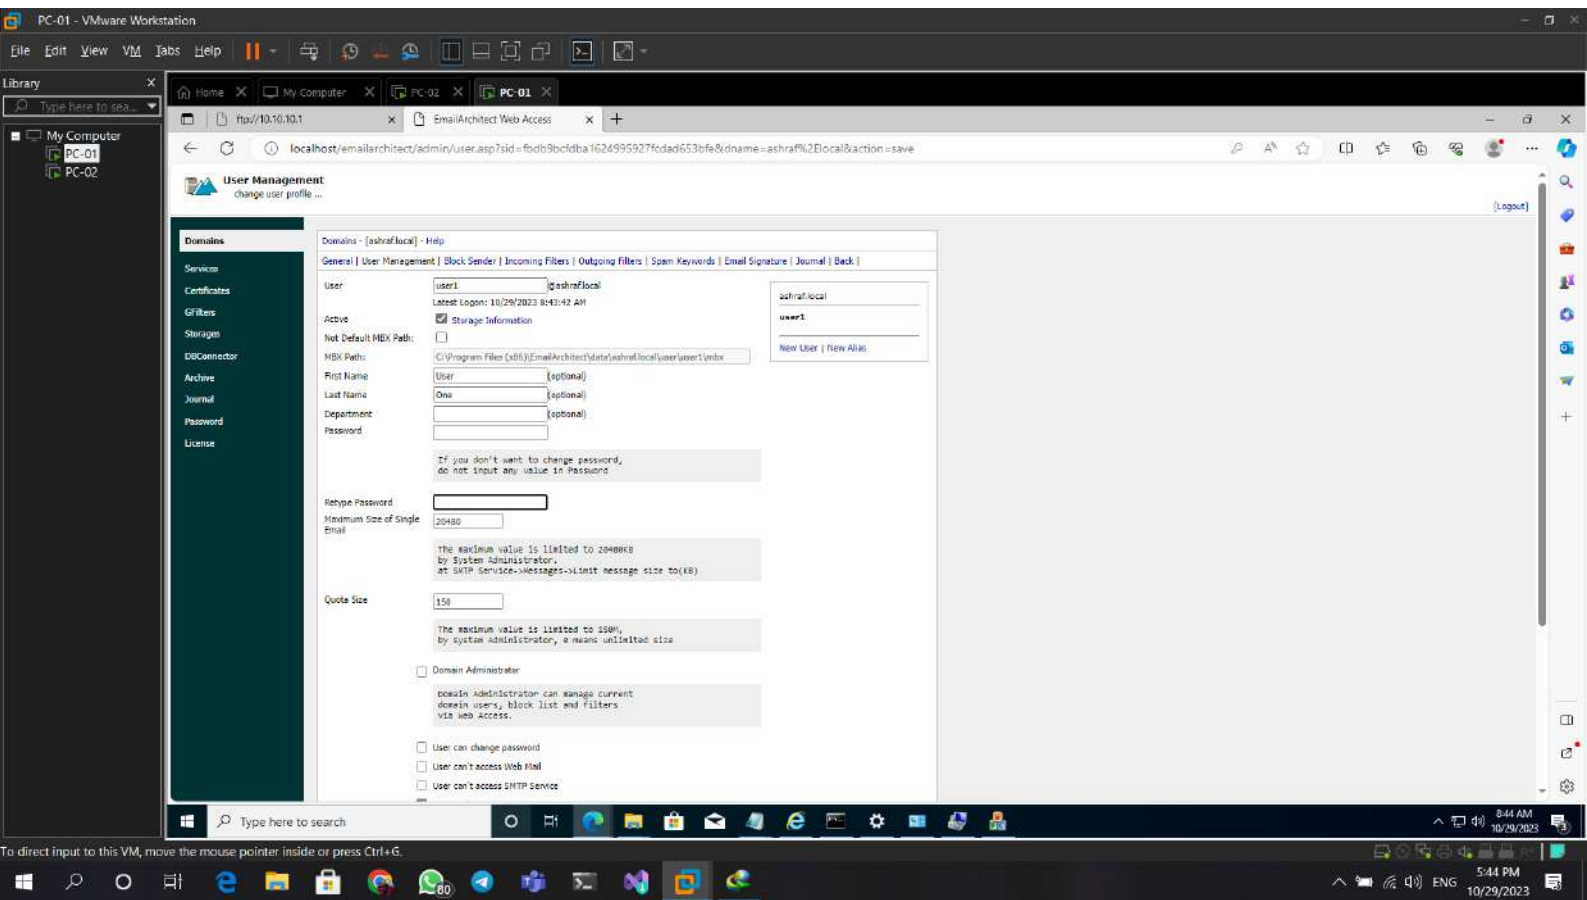 PC-01 - VMware Workstation
File Edit View VM Tabs Help
Library
Type here to sea...
My Computer
PC-01
PC-02
Home My Computer PC-02 PC-01
ftp://10.10.10.1 EmailArchitect Web Access
User Management
change user profile ...
[Logout]
Domains
Services
Certificates
GFilters
Storages
DBConnector
Archive
Journal
Password
License
Domains - [ashraf.local] - Help
General | User Management | Block Sender | Incoming Filters | Outgoing Filters | Spam Keywords | Email Signature | Journal | Back |
User user1 @ashraf.local
Latest Logon: 10/29/2023 8:43:42 AM
Active Storage Information
Not Default MBX Path:
MBX Path: C:\Program Files (x86)\EmailArchitect\data\ashraf.local\user\user1\mbx
First Name User (optional)
Last Name One (optional)
Department (optional)
Password
If you don't want to change password,
do not input any value in Password
Retype Password
Maximum Size of Single
Email
20480
The maximum value is limited to 20480KB
by System Administrator.
at SMTP Service->Messages->Limit message size to(KB)
Quota Size 150
The maximum value is limited to 150M,
by system Administrator, 0 means unlimited size
Domain Administrator
Domain Administrator can manage current
domain users, block list and filters
via Web Access.
User can change password
User can't access Web Mail
User can't access SMTP Service
ashraf.local
user1
New User | New Alias
Type here to search
8:44 AM
10/29/2023
To direct input to this VM, move the mouse pointer inside or press Ctrl+G.
80
ENG
5:44 PM
10/29/2023